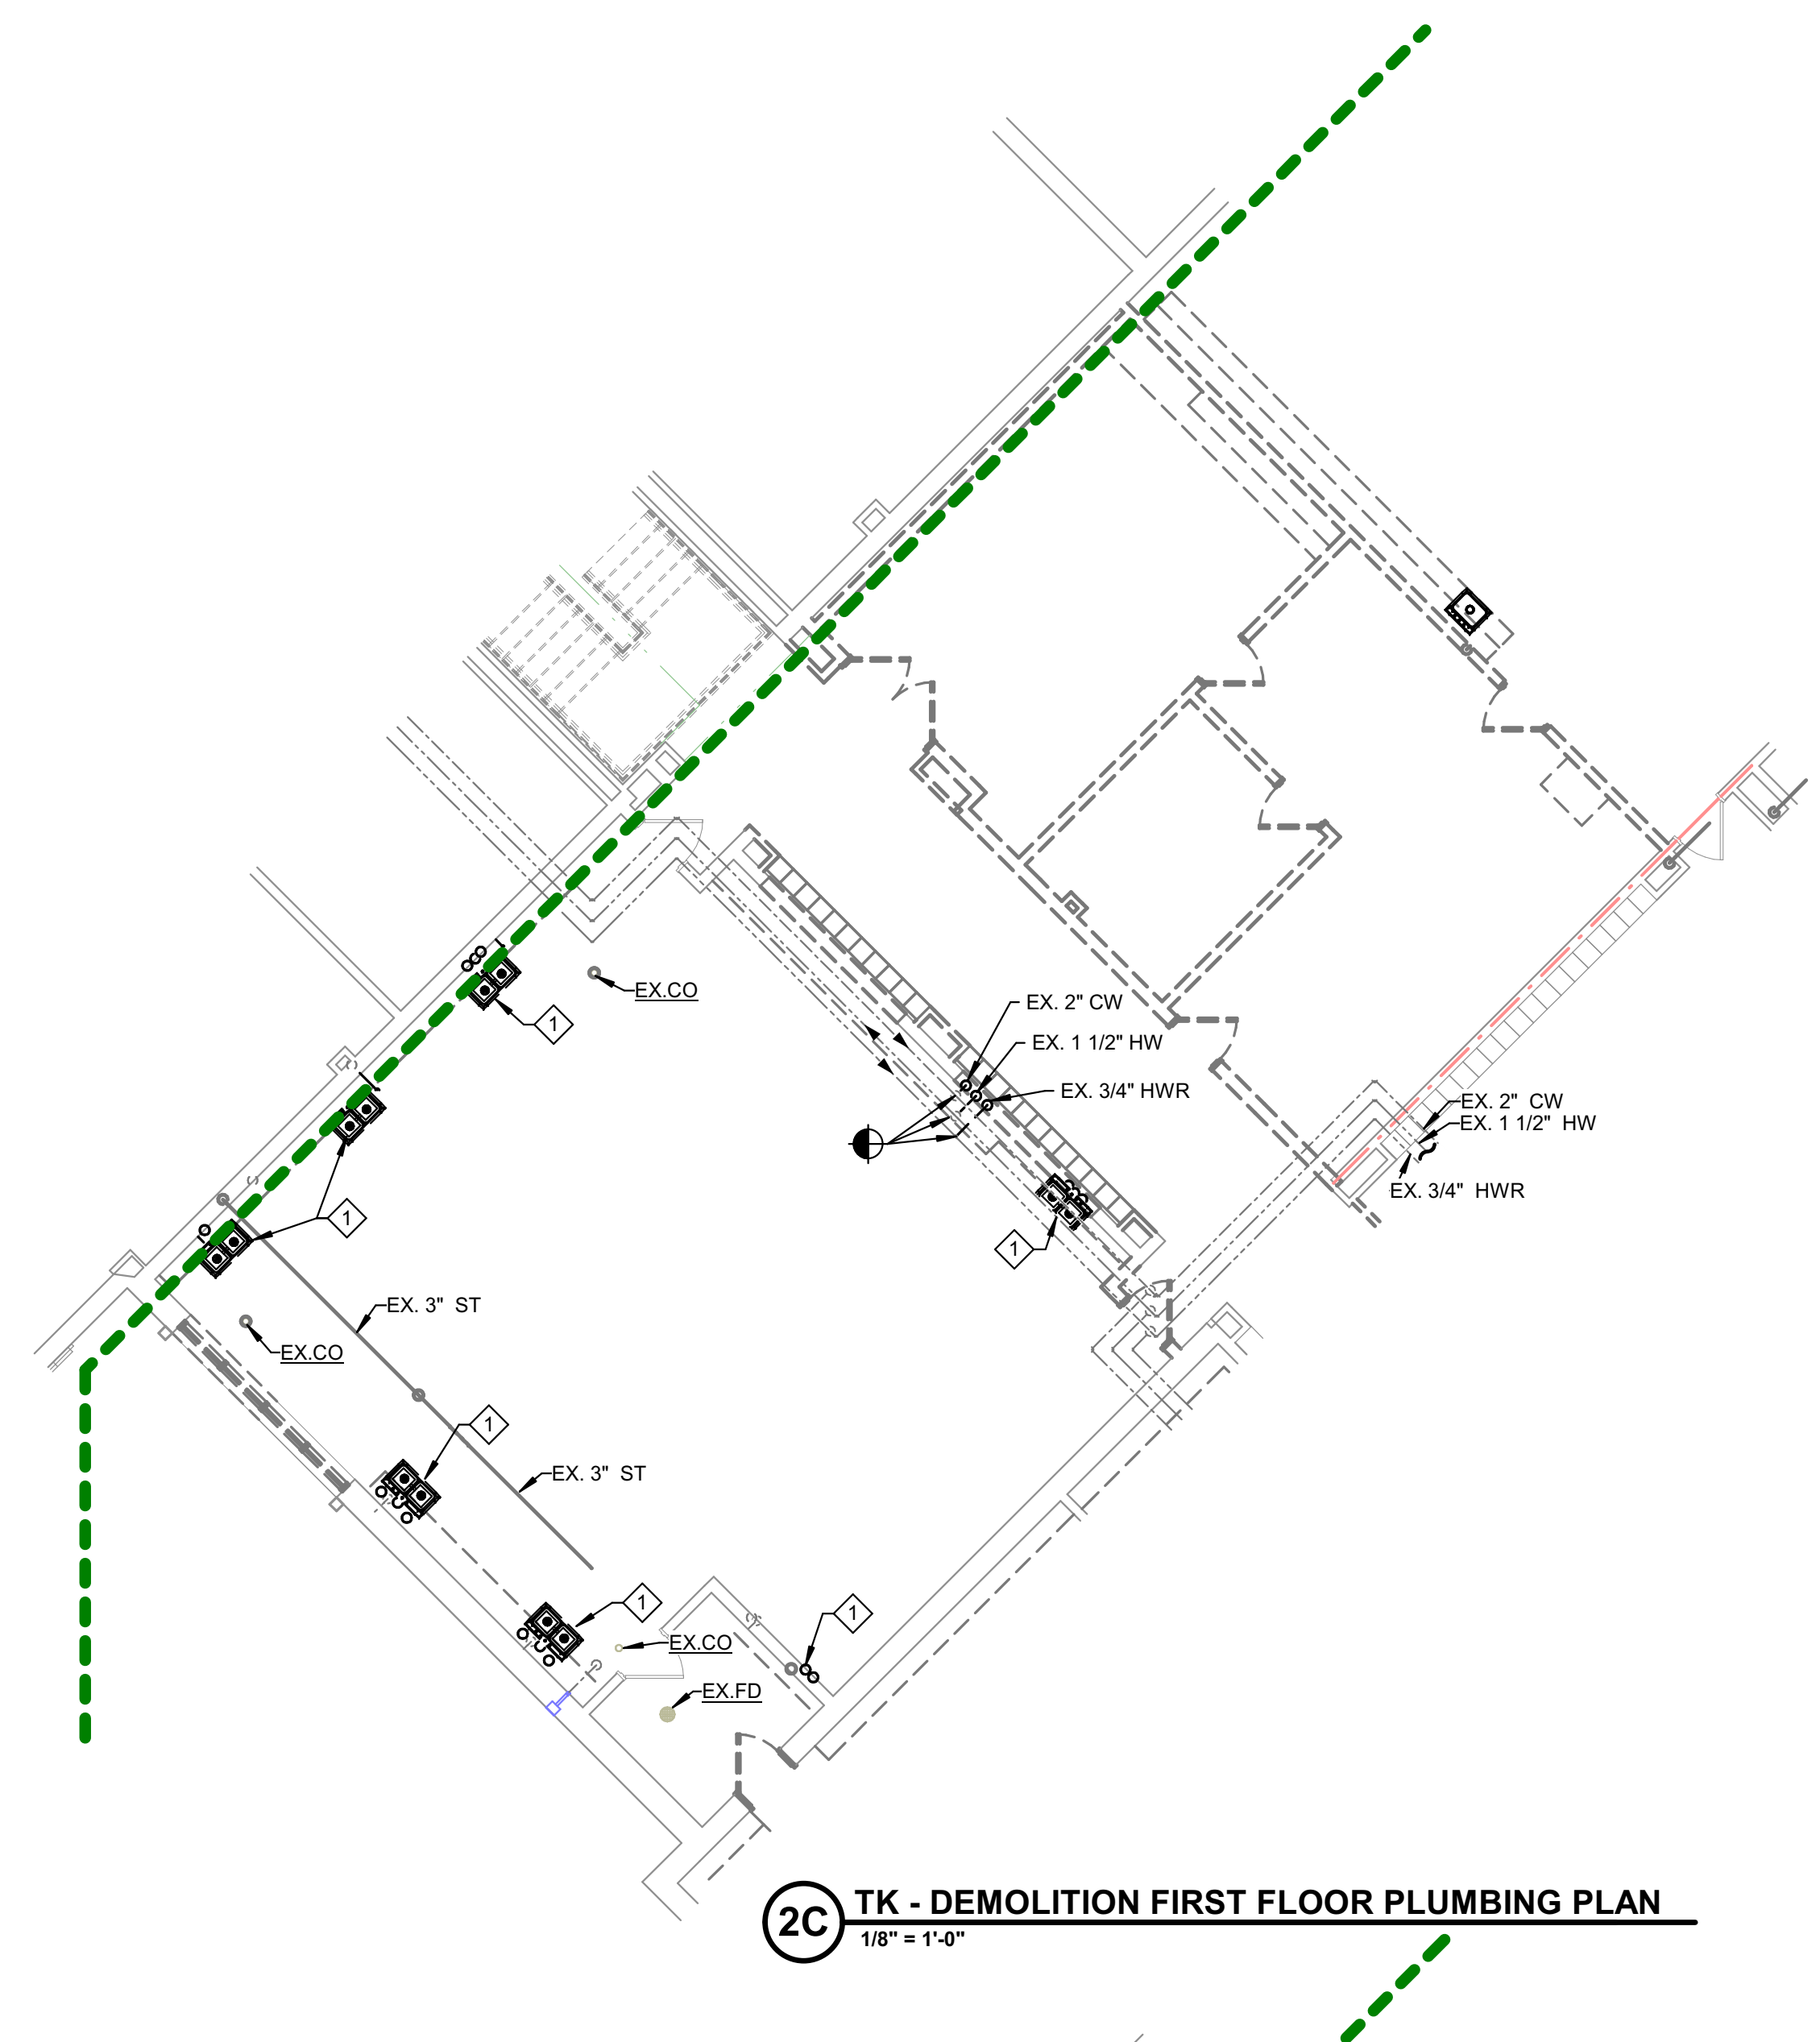 EX.CO
1
EX. 2" CW
EX. 1 1/2" HW
EX. 3/4" HWR
EX. 2" CW
EX. 1 1/2" HW
EX. 3/4" HWR
1
1
EX. 3" ST
EX.CO
1
EX. 3" ST
1
1
EX.CO
EX.FD
2C
TK - DEMOLITION FIRST FLOOR PLUMBING PLAN
1/8" = 1'-0"